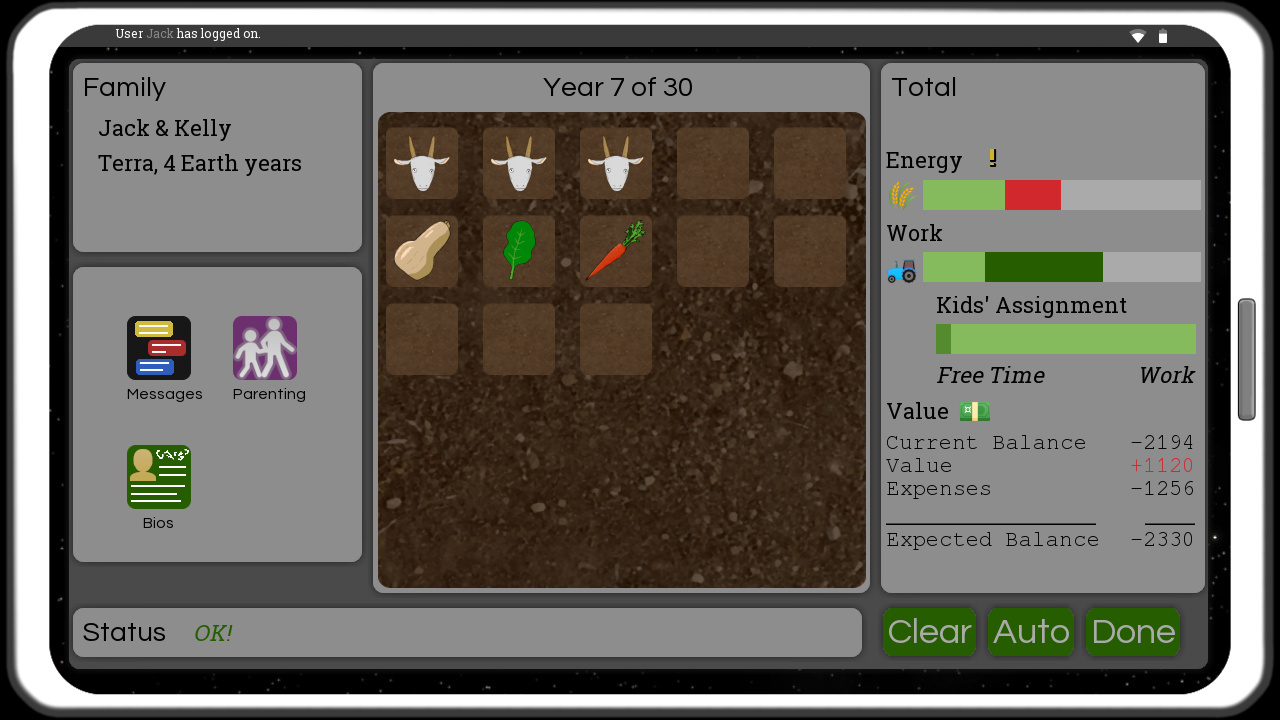 User Jack has logged on.
Family
Jack & Kelly
Terra, 4 Earth years
Messages
Parenting
Bios
Year 7 of 30
Total
Energy
Work
Kids' Assignment
Free Time Work
Value
Current Balance -2194
Value +1120
Expenses -1256
Expected Balance -2330
Status OK!
Clear Auto Done